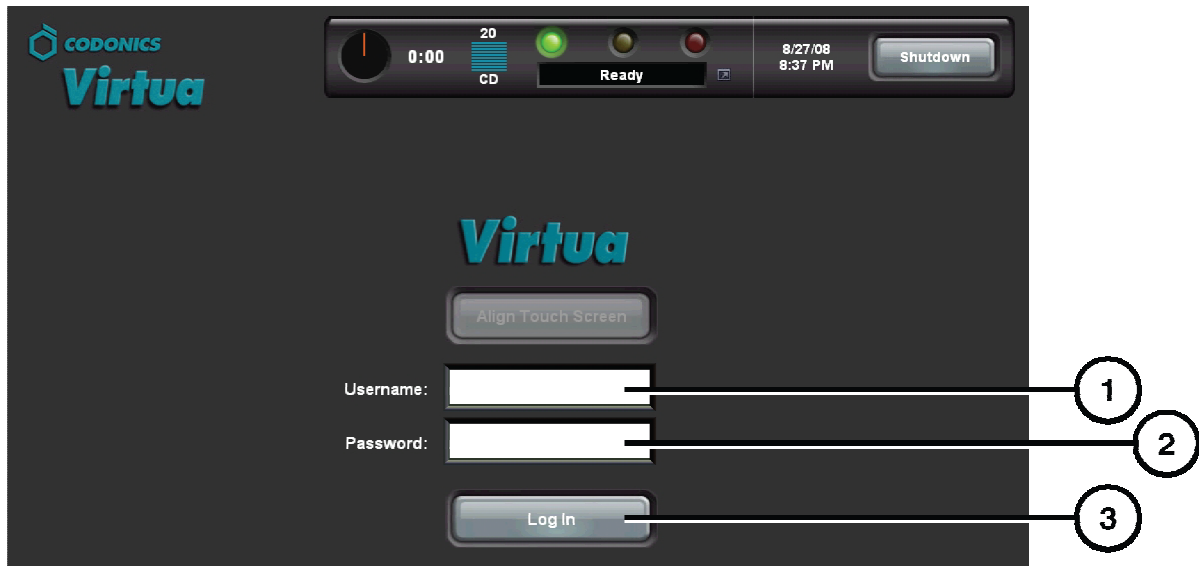 CODONICS
Virtua
0:00
20
CD
Ready
8/27/08
8:37 PM
Shutdown
Virtua
Align Touch Screen
Username:
1
Password:
2
Log In
3